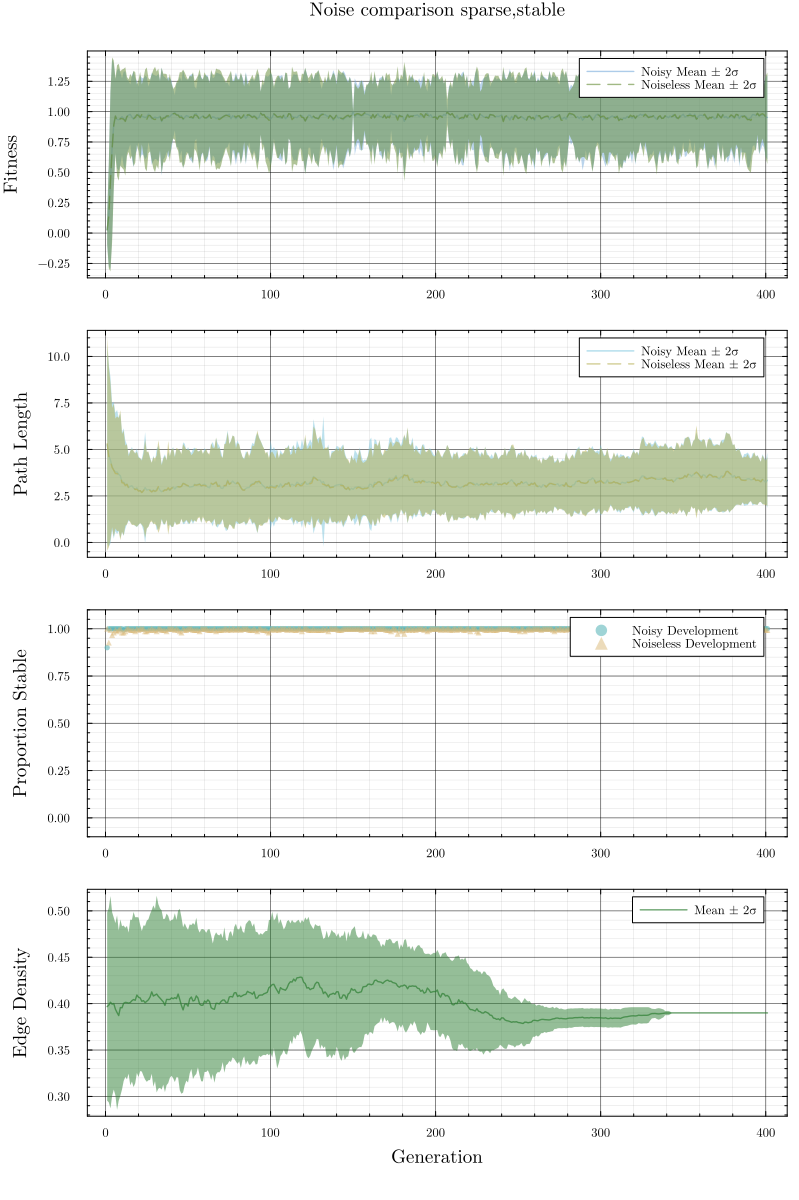 Noise comparison sparse,stable
Fitness
1.25
1.00
0.75
0.50
0.25
0.00
−0.25
Noisy Mean ± 2σ
Noiseless Mean ± 2σ
0 100 200 300 400
Path Length
10.0
7.5
5.0
2.5
0.0
Noisy Mean ± 2σ
Noiseless Mean ± 2σ
0 100 200 300 400
Proportion Stable
1.00
0.75
0.50
0.25
0.00
Noisy Development
Noiseless Development
0 100 200 300 400
Edge Density
0.50
0.45
0.40
0.35
0.30
Mean ± 2σ
0 100 200 300 400
Generation